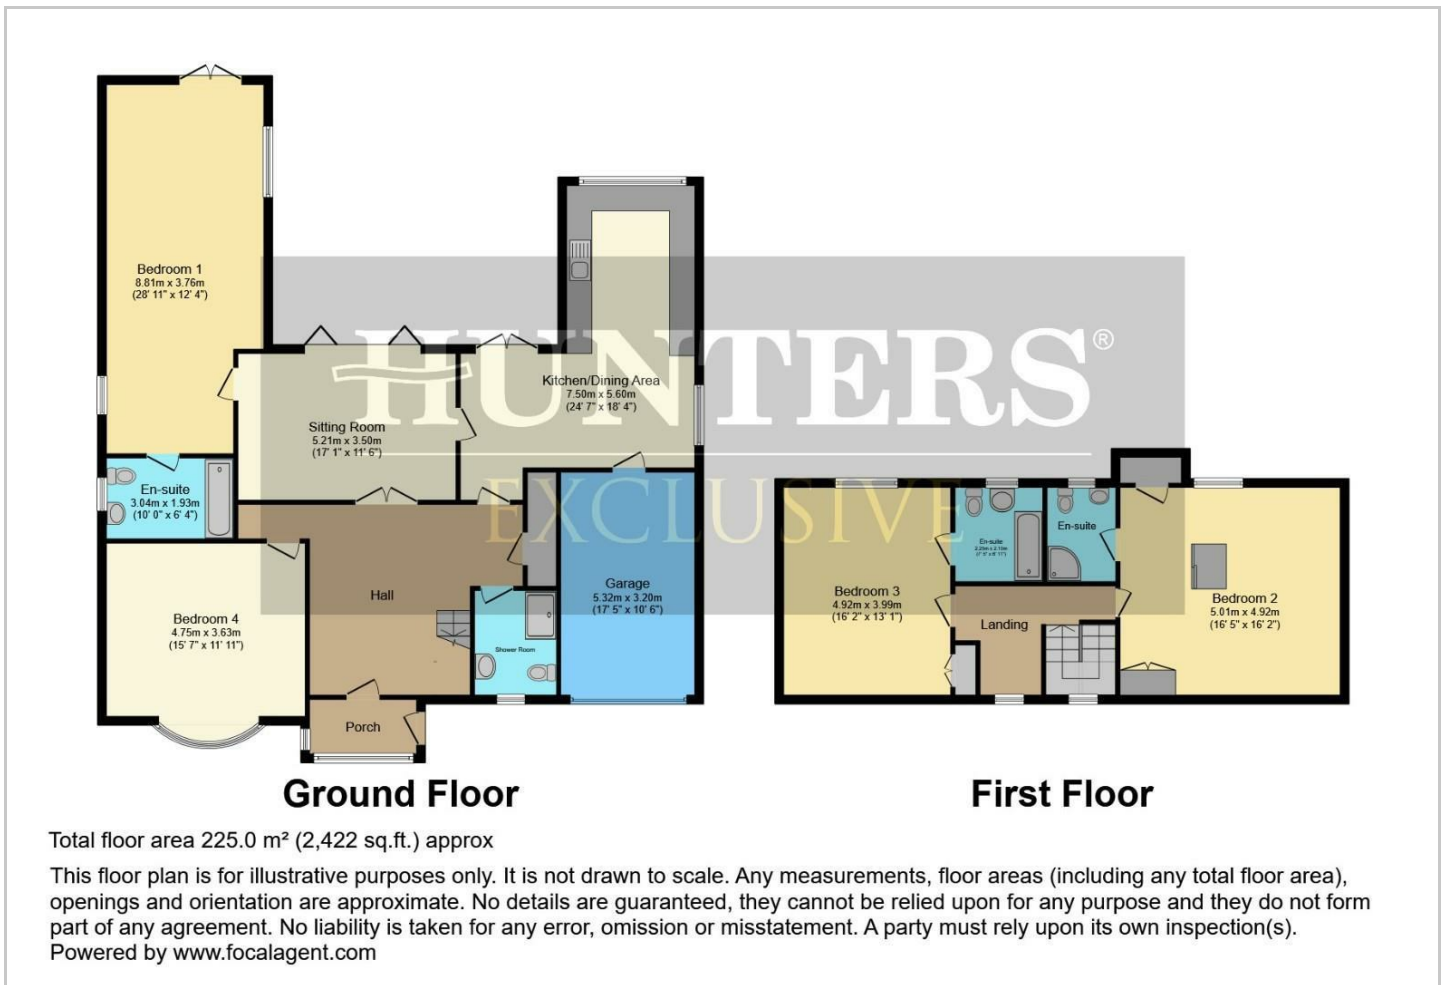 Bedroom 1
8.81m x 3.76m
(28' 11" x 12' 4")
HUNTERS®
EXCLUSIVE
Kitchen/Dining Area
7.50m x 5.60m
(24' 7" x 18' 4")
Sitting Room
5.21m x 3.50m
(17' 1" x 11' 6")
En-suite
3.04m x 1.93m
(10' 0" x 6' 4")
Bedroom 4
4.75m x 3.63m
(15' 7" x 11' 11")
Hall
Shower Room
Garage
5.32m x 3.20m
(17' 5" x 10' 6")
Porch
Ground Floor
Bedroom 3
4.92m x 3.99m
(16' 2" x 13' 1")
En-suite
En-suite
Landing
Bedroom 2
5.01m x 4.92m
(16' 5" x 16' 2")
First Floor
Total floor area 225.0 m² (2,422 sq.ft.) approx
This floor plan is for illustrative purposes only. It is not drawn to scale. Any measurements, floor areas (including any total floor area),
openings and orientation are approximate. No details are guaranteed, they cannot be relied upon for any purpose and they do not form
part of any agreement. No liability is taken for any error, omission or misstatement. A party must rely upon its own inspection(s).
Powered by www.focalagent.com